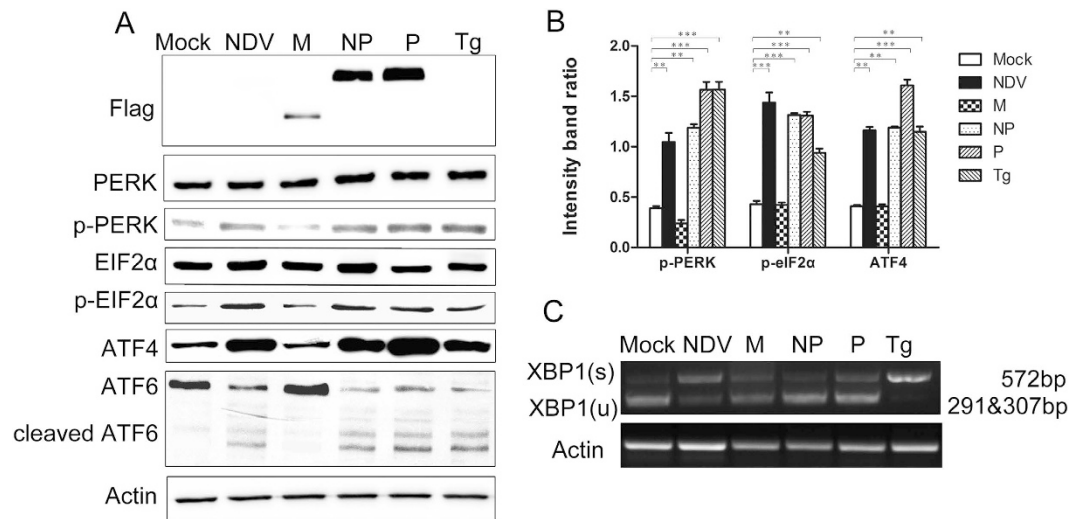 A
Mock NDV M NP P Tg
Flag
PERK
p-PERK
EIF2α
p-EIF2α
ATF4
ATF6
cleaved ATF6
Actin
B
Intensity band ratio
2.0
1.5
1.0
0.5
0.0
***
***
**
**
**
***
***
***
**
***
**
**
p-PERK p-eIF2α ATF4
Mock
NDV
M
NP
P
Tg
C
Mock NDV M NP P Tg
XBP1(s) 572bp
XBP1(u) 291&307bp
Actin